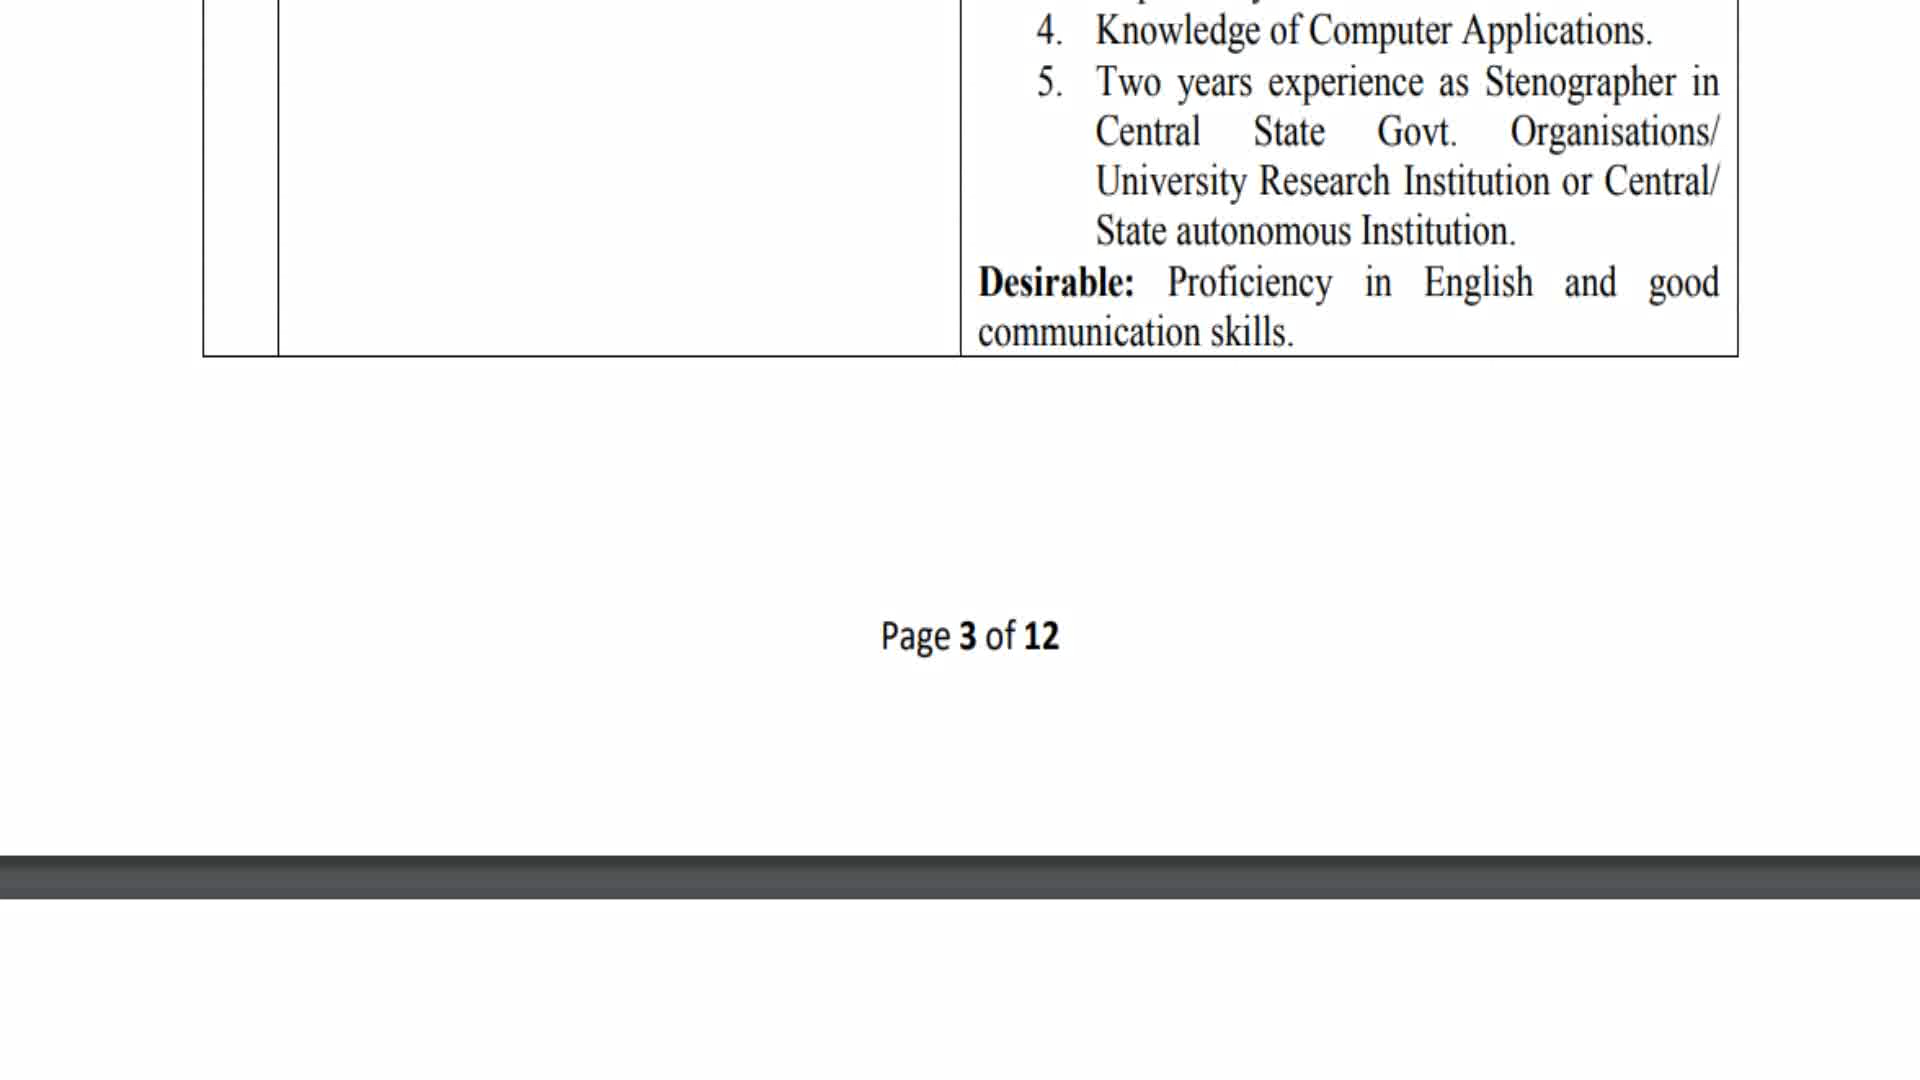 4. Knowledge of Computer Applications.
5. Two years experience as Stenographer in
Central State Govt. Organisations/
University Research Institution or Central/
State autonomous Institution.
Desirable: Proficiency in English and good
communication skills.
Page 3 of 12